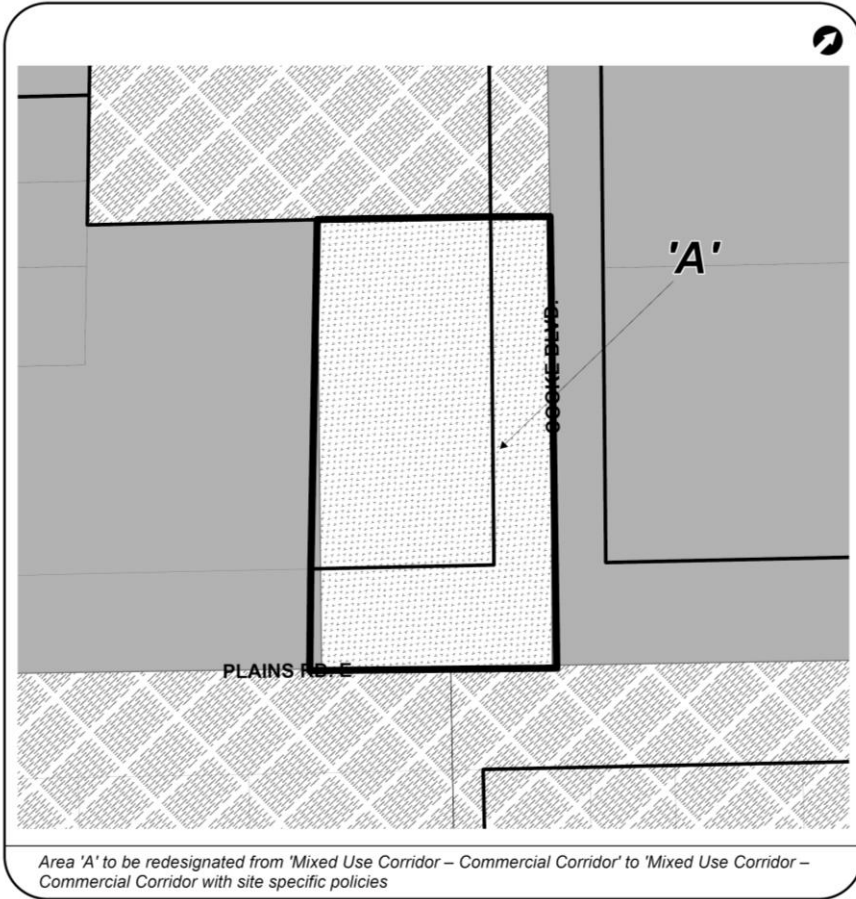 'A'
COOKE BLVD.
PLAINS RD. E
Area 'A' to be redesignated from 'Mixed Use Corridor – Commercial Corridor' to 'Mixed Use Corridor –
Commercial Corridor with site specific policies